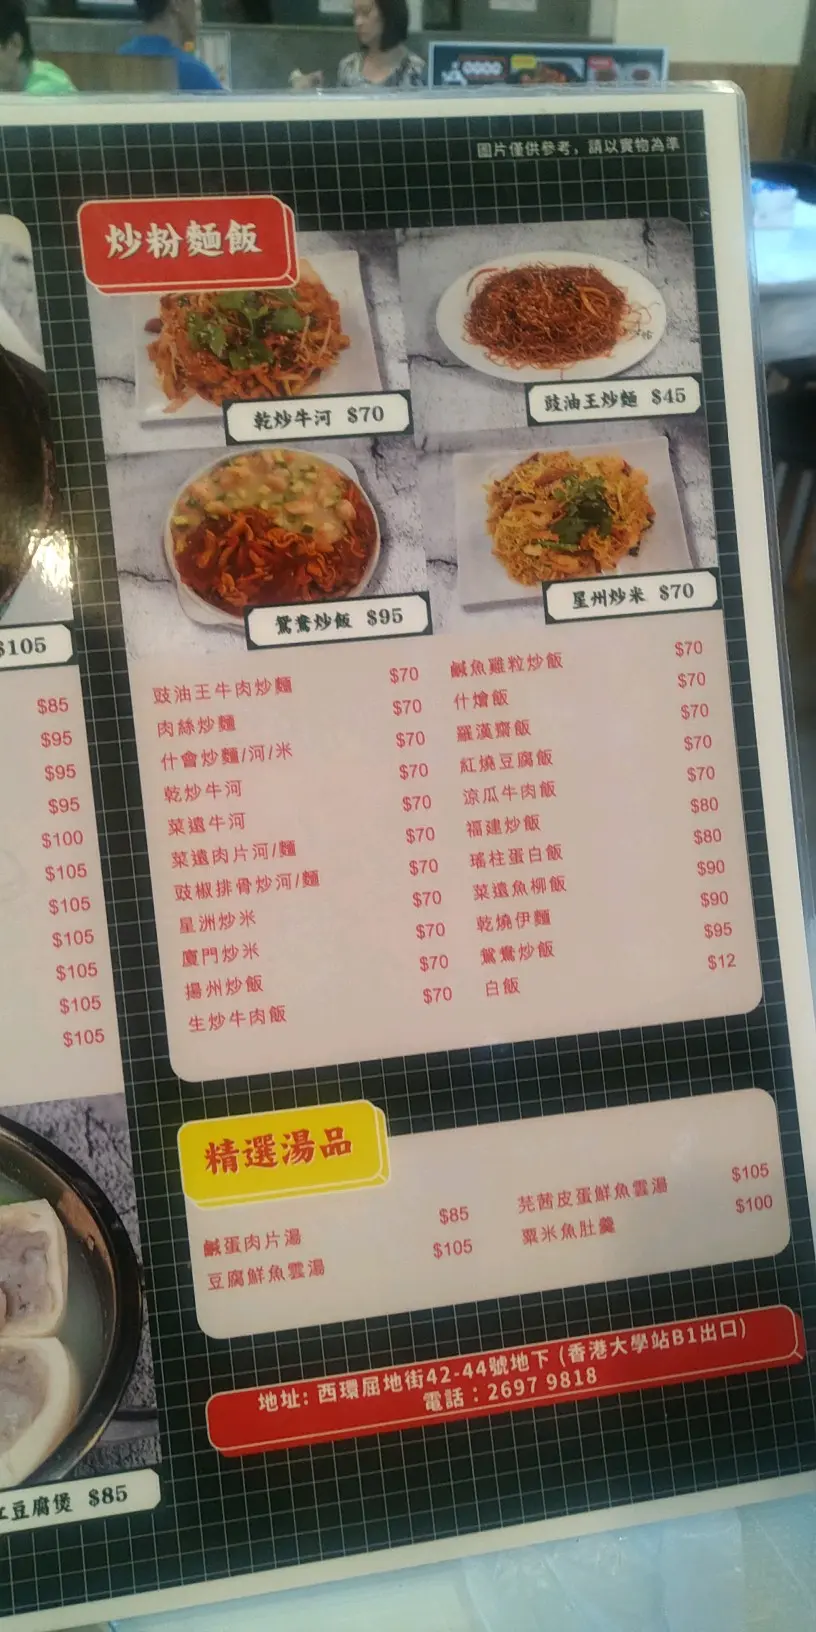 圖片僅供參考，請以實物為準
炒粉麵飯
乾炒牛河 $70
豉油王炒麵 $45
鴛鴦炒飯 $95
星州炒米 $70
豉油王牛肉炒麵 $70
肉絲炒麵 $70
什會炒麵/河/米 $70
乾炒牛河 $70
菜遠牛河 $70
菜遠肉片河/麵 $70
豉椒排骨炒河/麵 $70
星洲炒米 $70
廈門炒米 $70
揚州炒飯 $70
生炒牛肉飯 $70
鹹魚雞粒炒飯 $70
什燴飯 $70
羅漢齋飯 $70
紅燒豆腐飯 $70
涼瓜牛肉飯 $70
福建炒飯 $80
瑤柱蛋白飯 $80
菜遠魚柳飯 $90
乾燒伊麵 $90
鴛鴦炒飯 $95
白飯 $12
$105
$85
$95
$95
$95
$100
$105
$105
$105
$105
$105
$105
精選湯品
鹹蛋肉片湯 $85
豆腐鮮魚雲湯 $105
芫茜皮蛋鮮魚雲湯 $105
粟米魚肚羹 $100
豆腐煲 $85
地址: 西環屈地街42-44號地下 (香港大學站B1出口)
電話：2697 9818